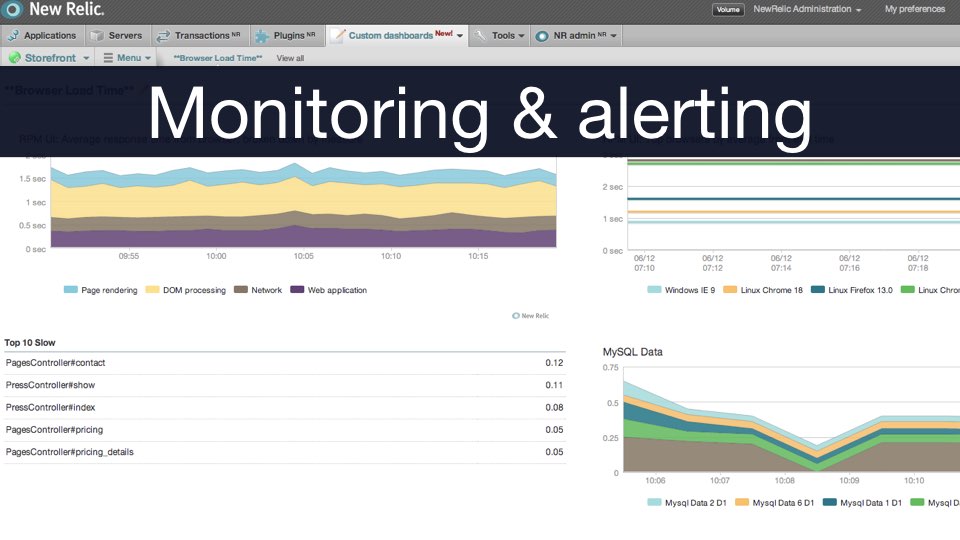 New Relic.
Volume
NewRelic Administration
My preferences
Applications
Servers
Transactions NR
Plugins NR
Custom dashboards New!
Tools
NR admin NR
Storefront
Menu
**Browser Load Time**
View all
**Browser Load Time**
Monitoring & alerting
RPM UI: Average response time
1.5 sec
1 sec
0.5 sec
0 sec
09:55
10:00
10:05
10:10
10:15
Page rendering
DOM processing
Network
Web application
New Relic
2 sec
1 sec
0 sec
06/12
07:10
06/12
07:12
06/12
07:14
06/12
07:16
06/12
07:18
Windows IE 9
Linux Chrome 18
Linux Firefox 13.0
Linux Chro
Top 10 Slow
PagesController#contact 0.12
PressController#show 0.11
PressController#index 0.08
PagesController#pricing 0.05
PagesController#pricing_details 0.05
MySQL Data
0.75
0.5
0.25
0
10:06
10:07
10:08
10:09
10:10
Mysql Data 2 D1
Mysql Data 6 D1
Mysql Data 1 D1
Mysql D